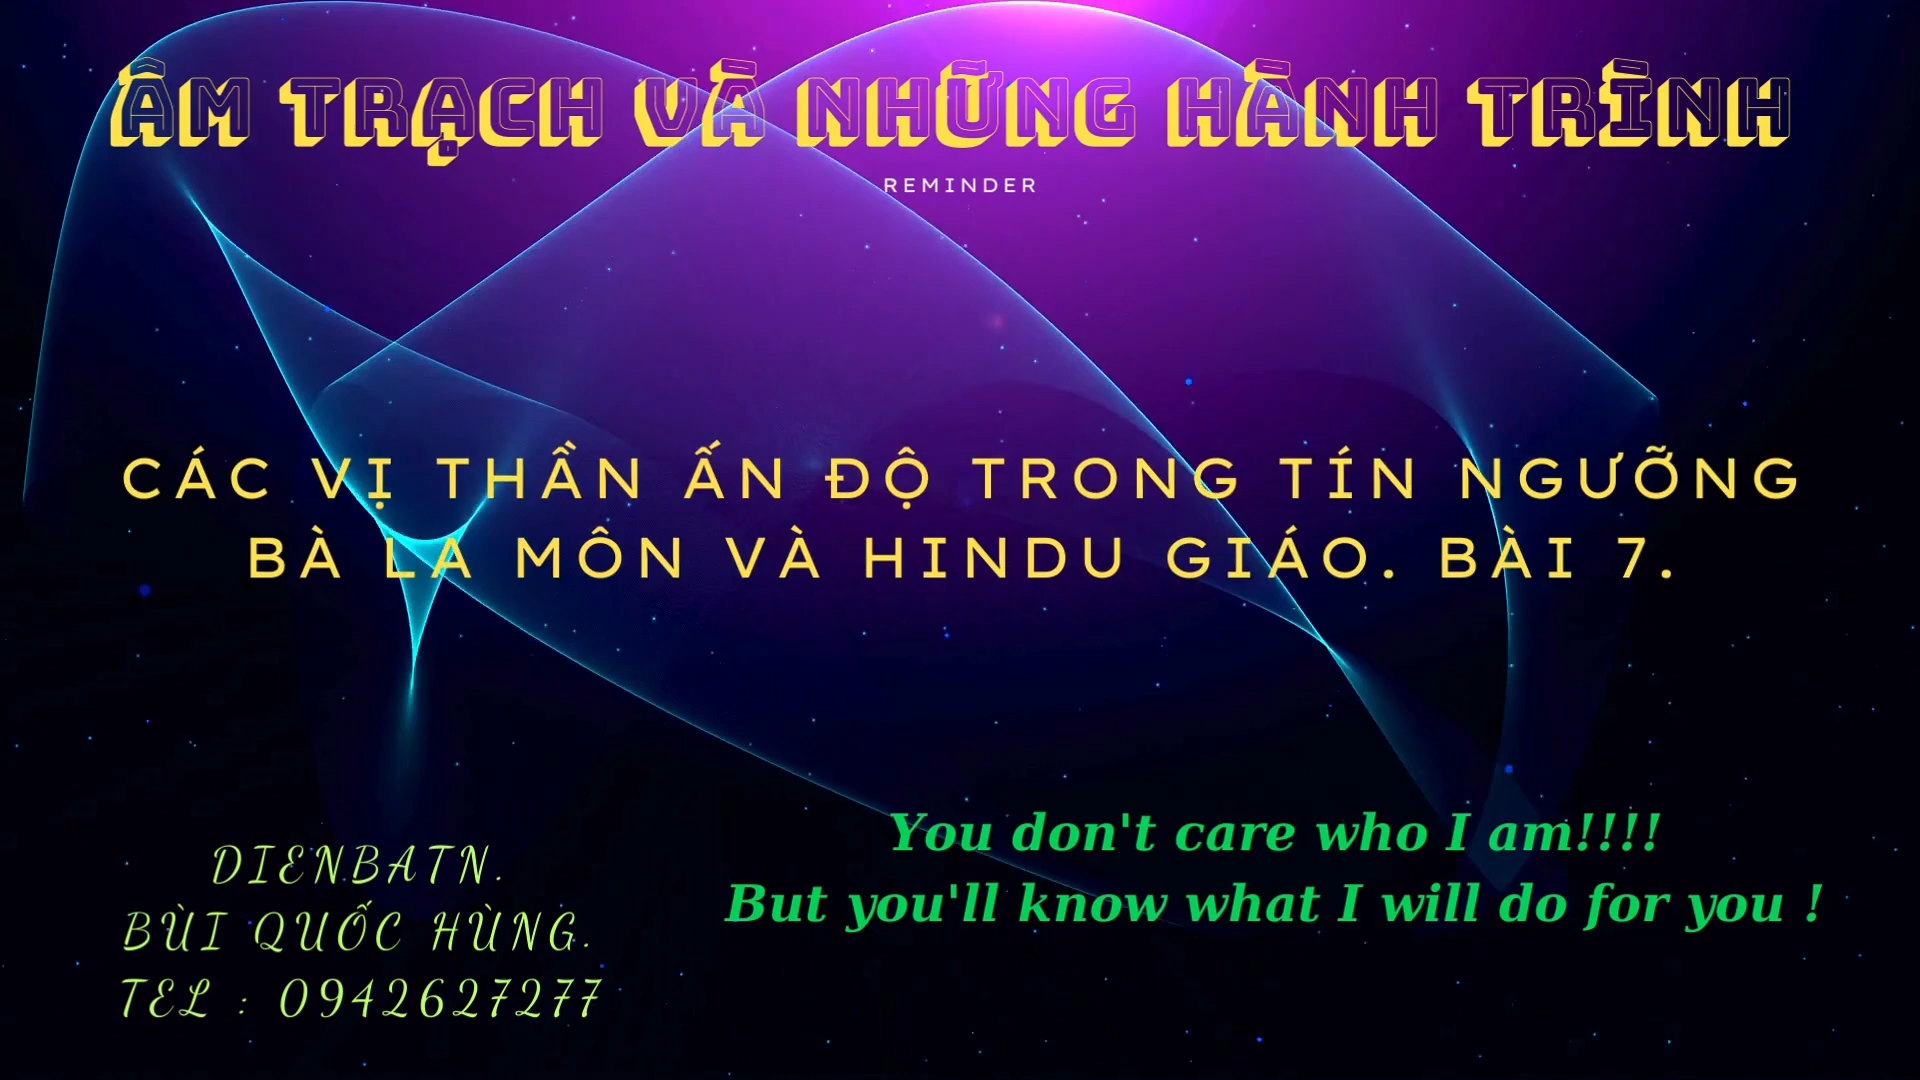 ÂM TRẠCH VÀ NHỮNG HÀNH TRÌNH
REMINDER
CÁC VỊ THẦN ẤN ĐỘ TRONG TÍN NGƯỠNG
BÀ LA MÔN VÀ HINDU GIÁO. BÀI 7.
You don't care who I am!!!!
But you'll know what I will do for you !
DIENBATN.
BÙI QUỐC HÙNG.
TEL : 0942627277